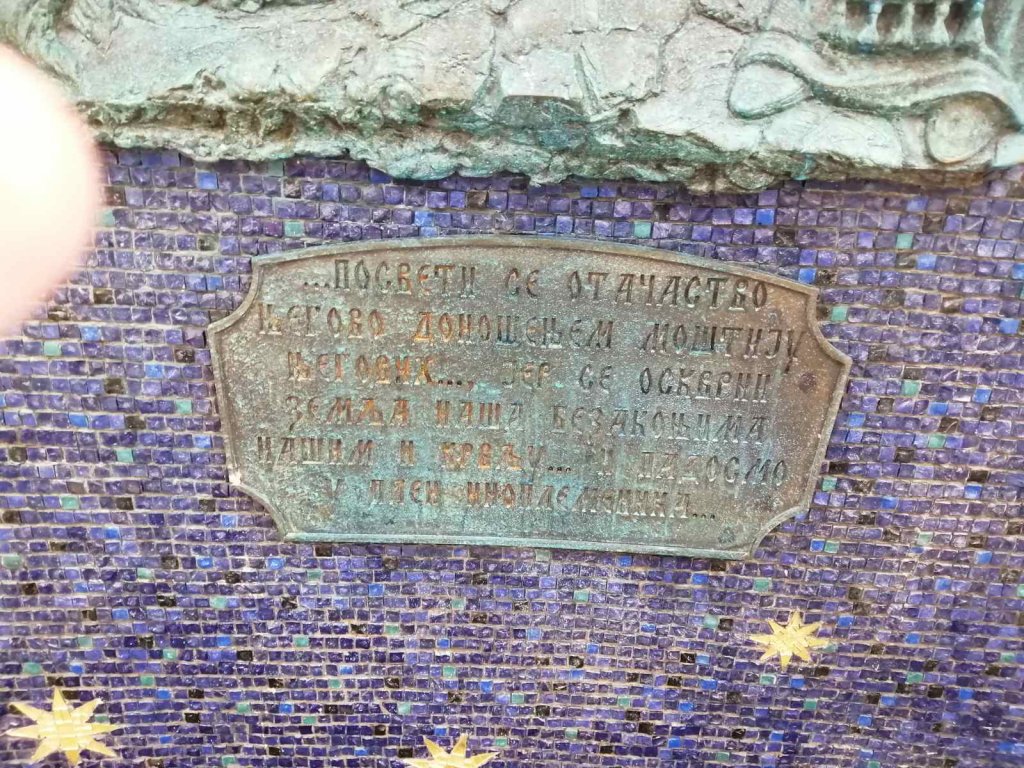 ...ПОСВЕТИ СЕ ОТАЧАСТВО
ЊЕГОВО ДОНОШЕЊЕМ МОШТИЈУ
ЊЕГОВИХ..., ЈЕР СЕ ОСКВРНИ
ЗЕМЉА НАША БЕЗАКОЊИМА
НАШИМ И КРВЉУ... И ПАДОСМО
У ПЛЕН ИНОПЛЕМЕНИКА...